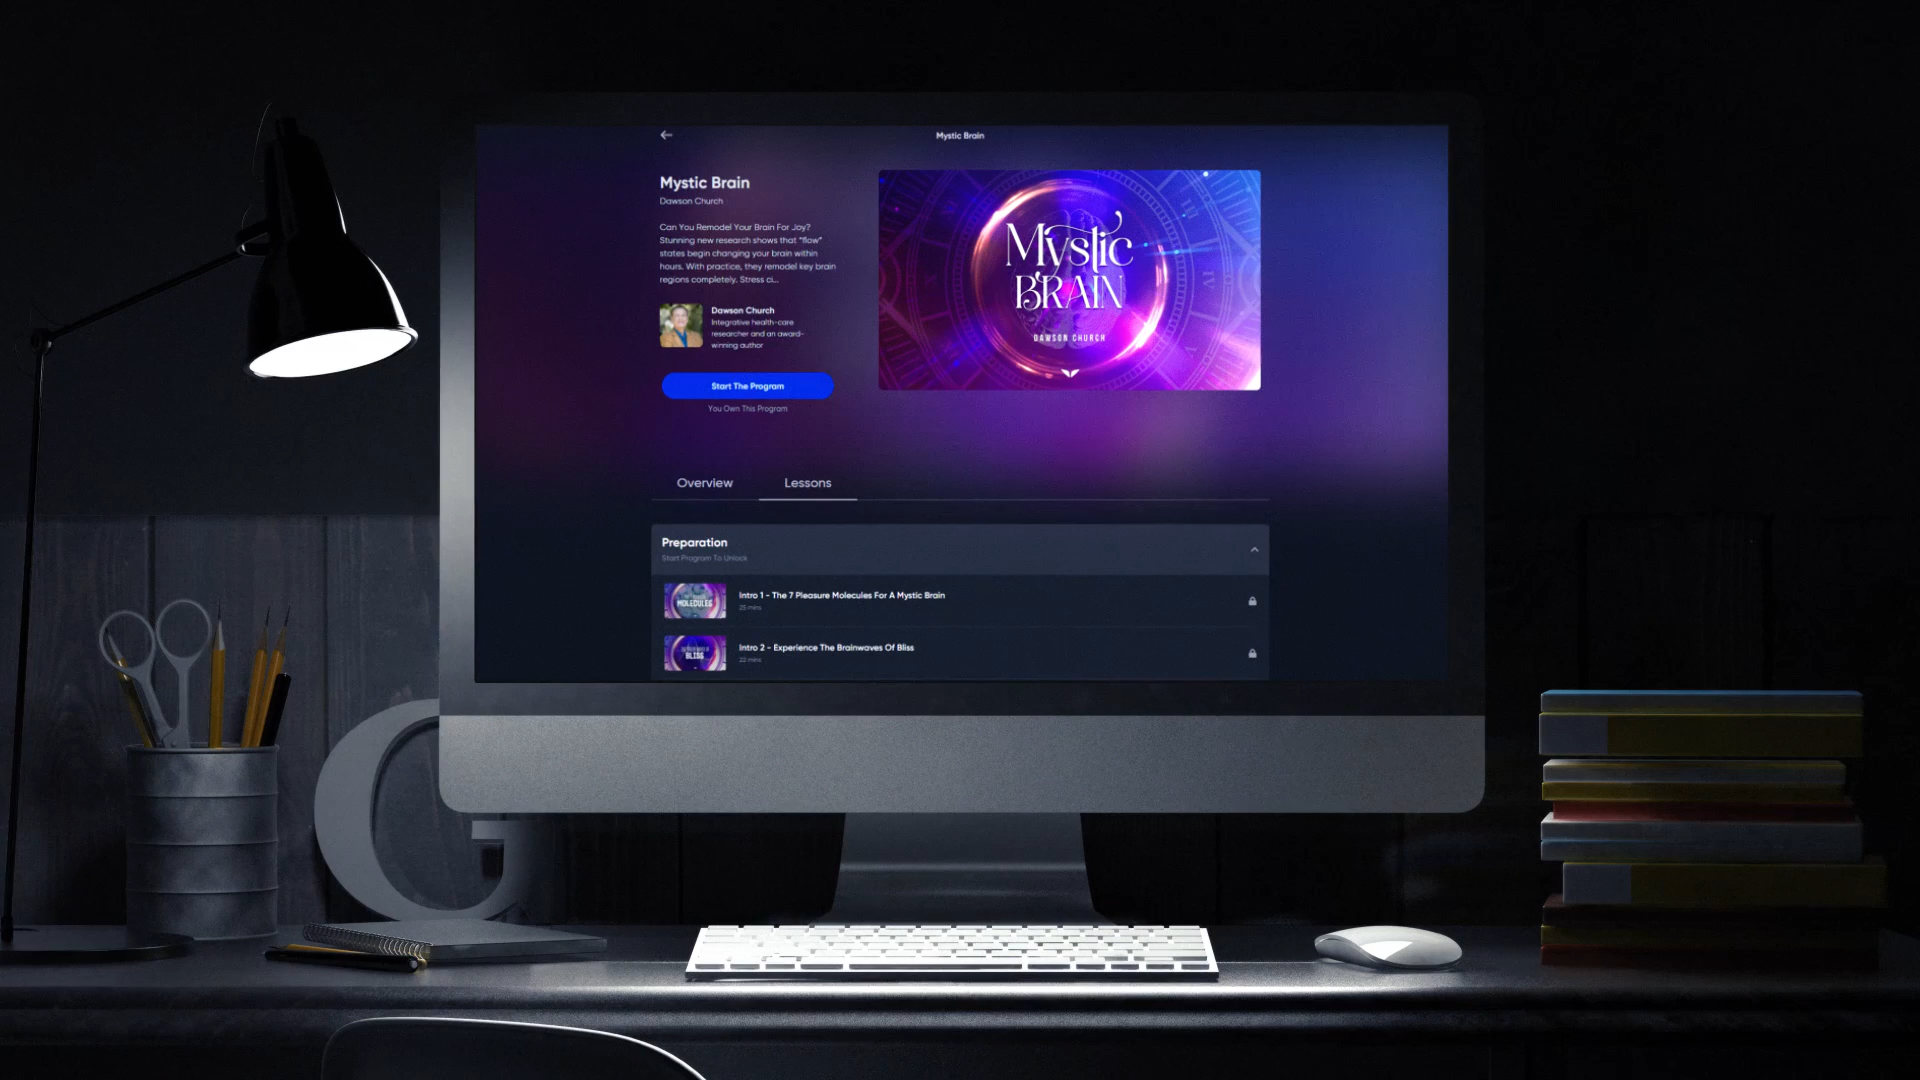 Mystic Brain
Mystic Brain
Dawson Church
Can You Remodel Your Brain For Joy?
Stunning new research shows that "flow"
states begin changing your brain within
hours. With practice, they remodel key brain
regions completely. Stress ci...
Dawson Church
Integrative health-care
researcher and an award-
winning author
Start The Program
You Own This Program
Mystic
BRAIN
DAWSON CHURCH
Overview
Lessons
Preparation
Start Program To Unlock
MOLECULES
Intro 1 - The 7 Pleasure Molecules For A Mystic Brain
25 mins
BLISS
Intro 2 - Experience The Brainwaves Of Bliss
22 mins
G